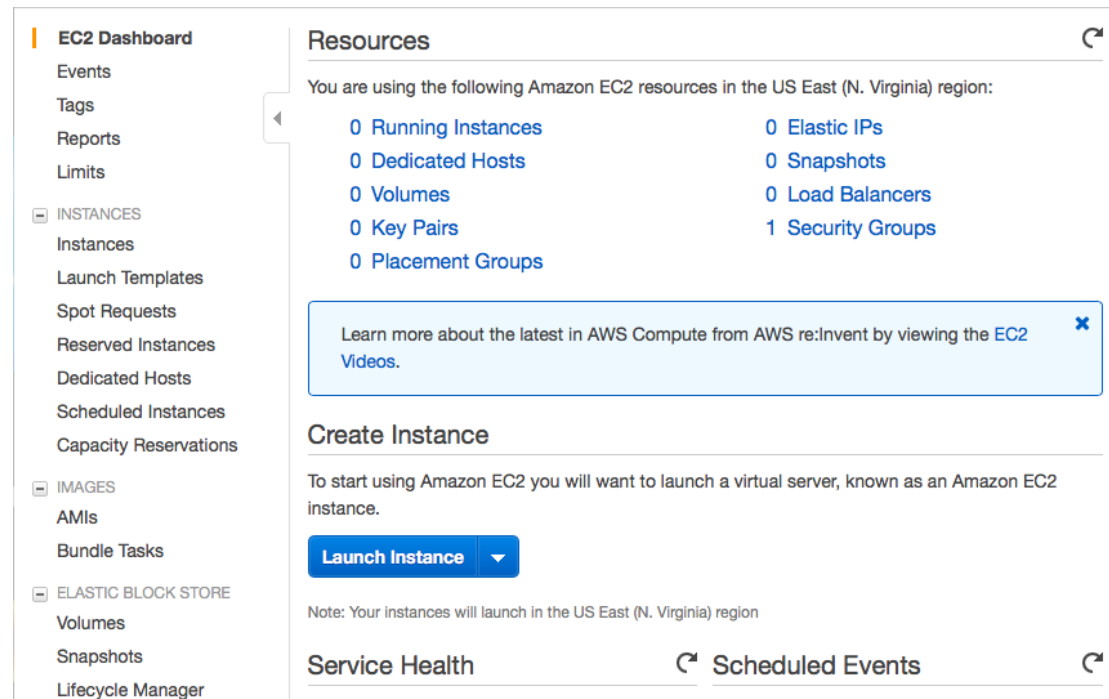 EC2 Dashboard
Events
Tags
Reports
Limits
INSTANCES
Instances
Launch Templates
Spot Requests
Reserved Instances
Dedicated Hosts
Scheduled Instances
Capacity Reservations
IMAGES
AMIs
Bundle Tasks
ELASTIC BLOCK STORE
Volumes
Snapshots
Lifecycle Manager
Resources
You are using the following Amazon EC2 resources in the US East (N. Virginia) region:
0 Running Instances
0 Dedicated Hosts
0 Volumes
0 Key Pairs
0 Placement Groups
0 Elastic IPs
0 Snapshots
0 Load Balancers
1 Security Groups
Learn more about the latest in AWS Compute from AWS re:Invent by viewing the EC2
Videos.
Create Instance
To start using Amazon EC2 you will want to launch a virtual server, known as an Amazon EC2
instance.
Launch Instance
Note: Your instances will launch in the US East (N. Virginia) region
Service Health
Scheduled Events